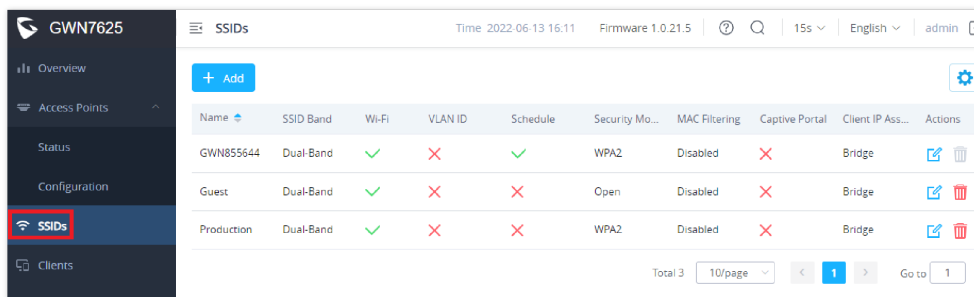 GWN7625
SSIDs
Time 2022-06-13 16:11 Firmware 1.0.21.5 15s English admin
Overview
Access Points
Status
Configuration
SSIDs
Clients
+ Add
Name SSID Band Wi-Fi VLAN ID Schedule Security Mo... MAC Filtering Captive Portal Client IP Ass... Actions
GWN855644 Dual-Band WPA2 Disabled Bridge
Guest Dual-Band Open Disabled Bridge
Production Dual-Band WPA2 Disabled Bridge
Total 3 10/page < 1 > Go to 1